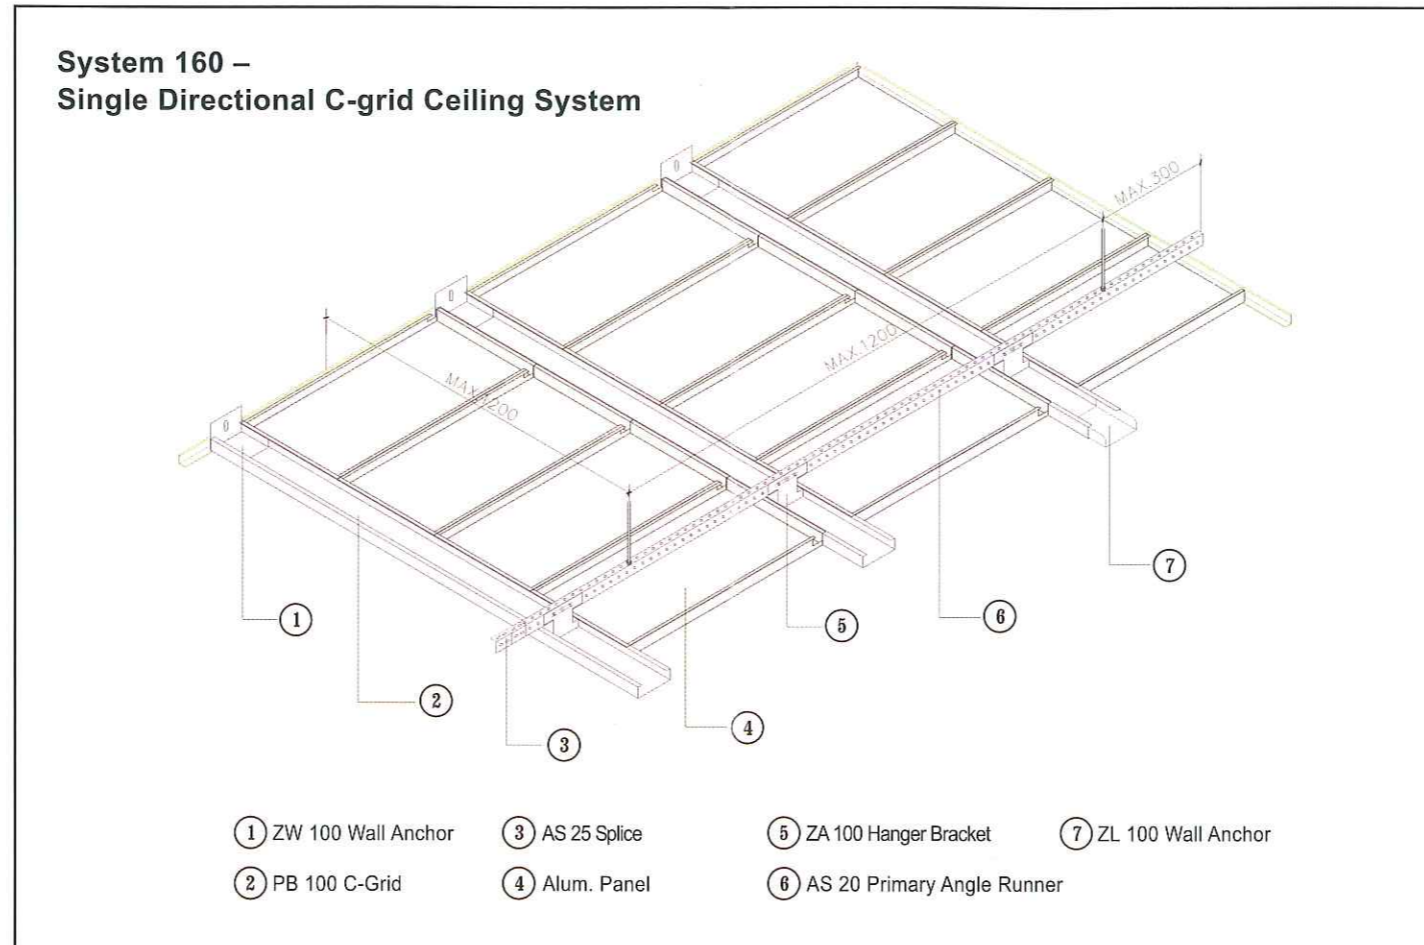 System 160 –
Single Directional C-grid Ceiling System
MAX.300
MAX.1200
MAX.1200
1
2
3
4
5
6
7
1 ZW 100 Wall Anchor
3 AS 25 Splice
5 ZA 100 Hanger Bracket
7 ZL 100 Wall Anchor
2 PB 100 C-Grid
4 Alum. Panel
6 AS 20 Primary Angle Runner